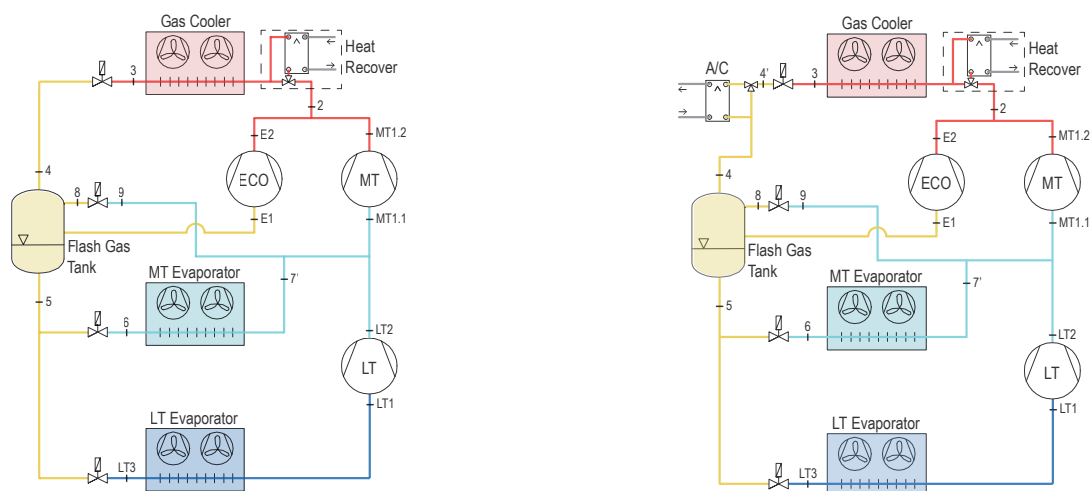 Gas Cooler
Heat
Recover
3
2
E2
MT1.2
ECO
MT
4
8
9
E1
MT1.1
Flash Gas
Tank
MT Evaporator
7'
5
6
LT2
LT
LT1
LT Evaporator
LT3
Gas Cooler
Heat
Recover
A/C
4'
3
2
E2
MT1.2
ECO
MT
4
8
9
E1
MT1.1
Flash Gas
Tank
MT Evaporator
7'
5
6
LT2
LT
LT1
LT Evaporator
LT3